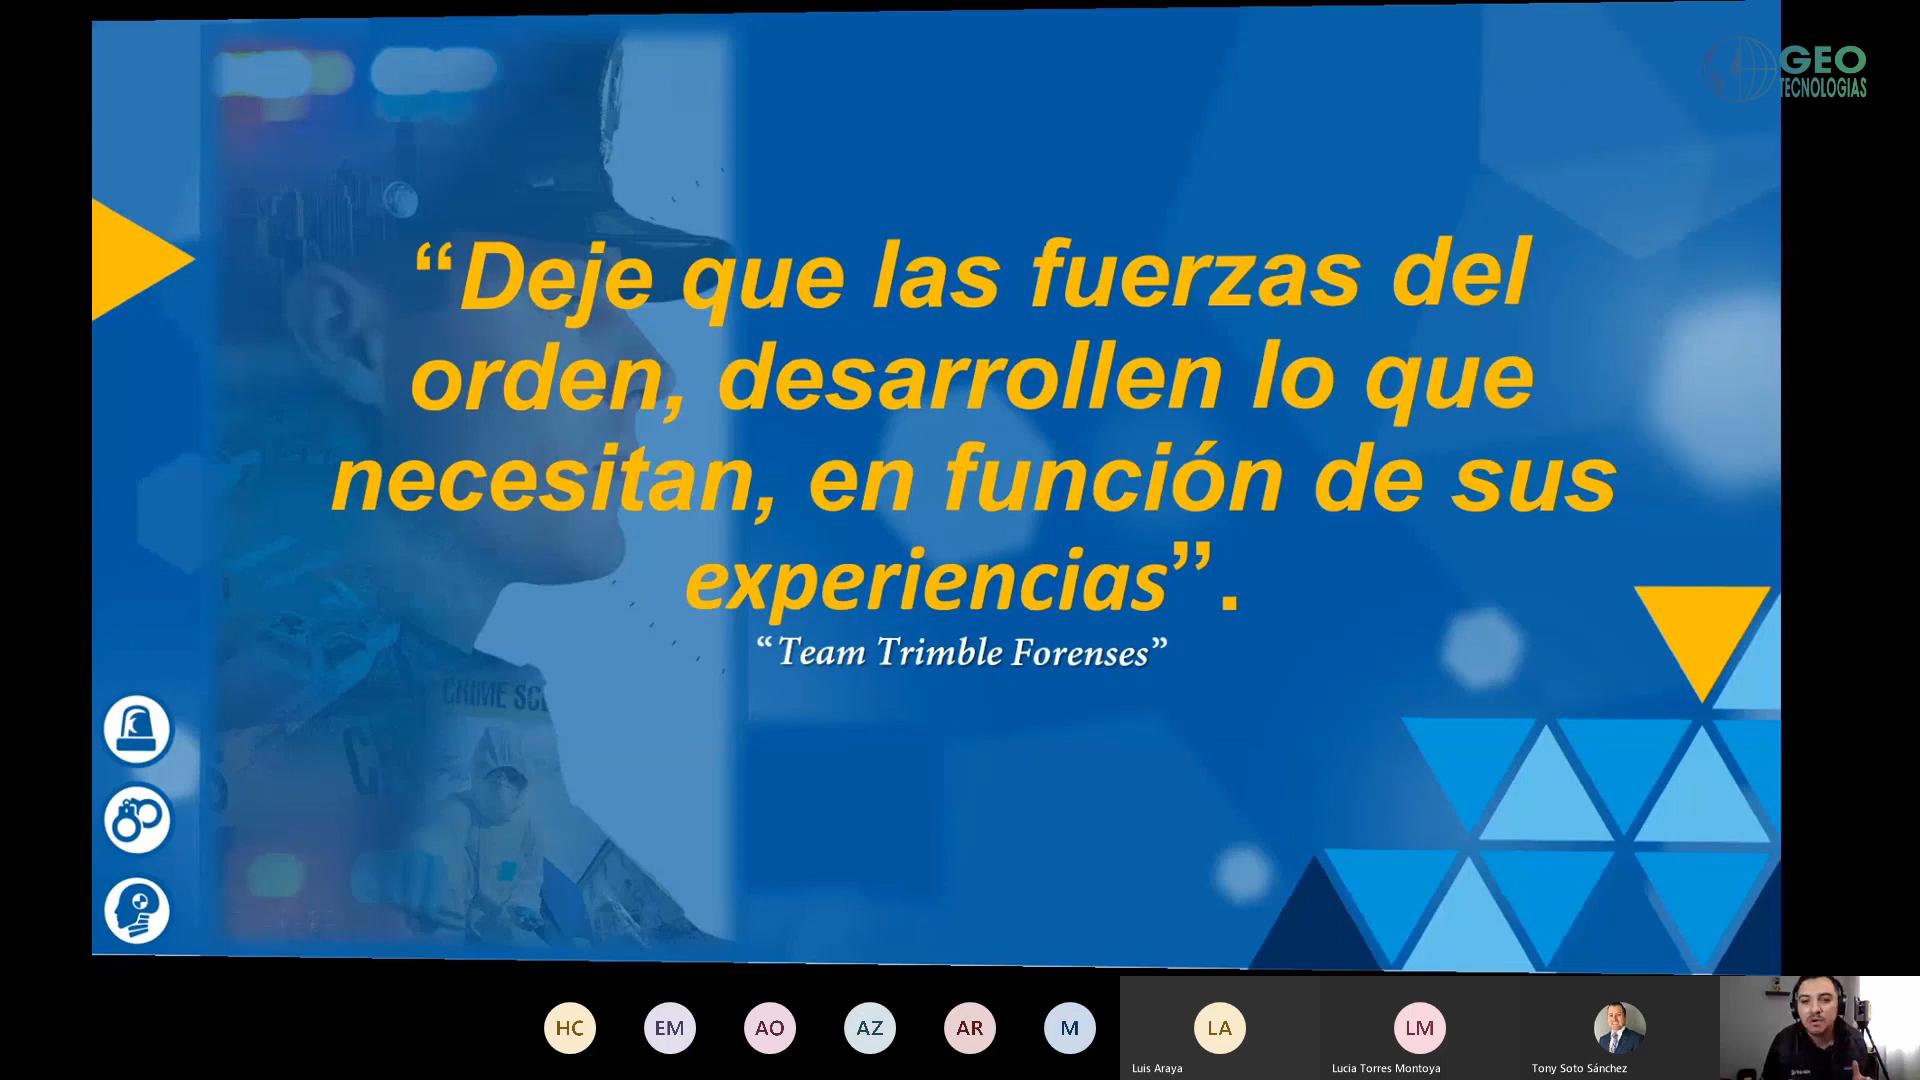 GEO
TECNOLOGIAS
“Deje que las fuerzas del
orden, desarrollen lo que
necesitan, en función de sus
experiencias”.
“Team Trimble Forenses”
CRIME SC
HC
EM
AO
AZ
AR
M
LA
LM
Luis Araya
Lucia Torres Montoya
Tony Soto Sánchez